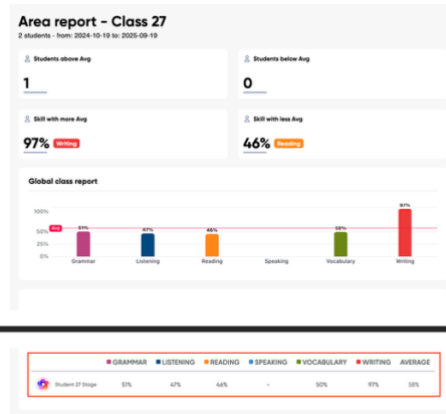 Area report - Class 27
2 students - from: 2024-10-19 to: 2025-09-19
Students above Avg
1
Students below Avg
0
Skill with more Avg
97% Writing
Skill with less Avg
46% Reading
Global class report
100%
50%
25%
0%
Avg
51%
47%
46%
50%
97%
Grammar
Listening
Reading
Speaking
Vocabulary
Writing
GRAMMAR LISTENING READING SPEAKING VOCABULARY WRITING AVERAGE
Student 27 Stage 51% 47% 46% - 50% 97% 58%